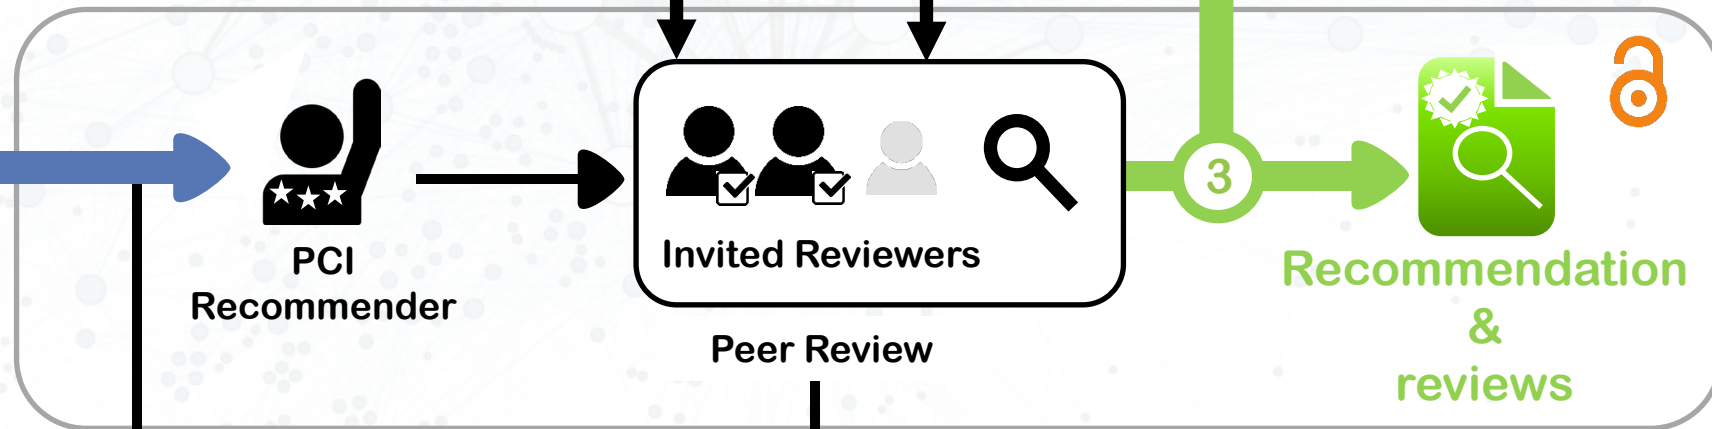 PCI
Recommender
Invited Reviewers
Peer Review
3
Recommendation
&
reviews